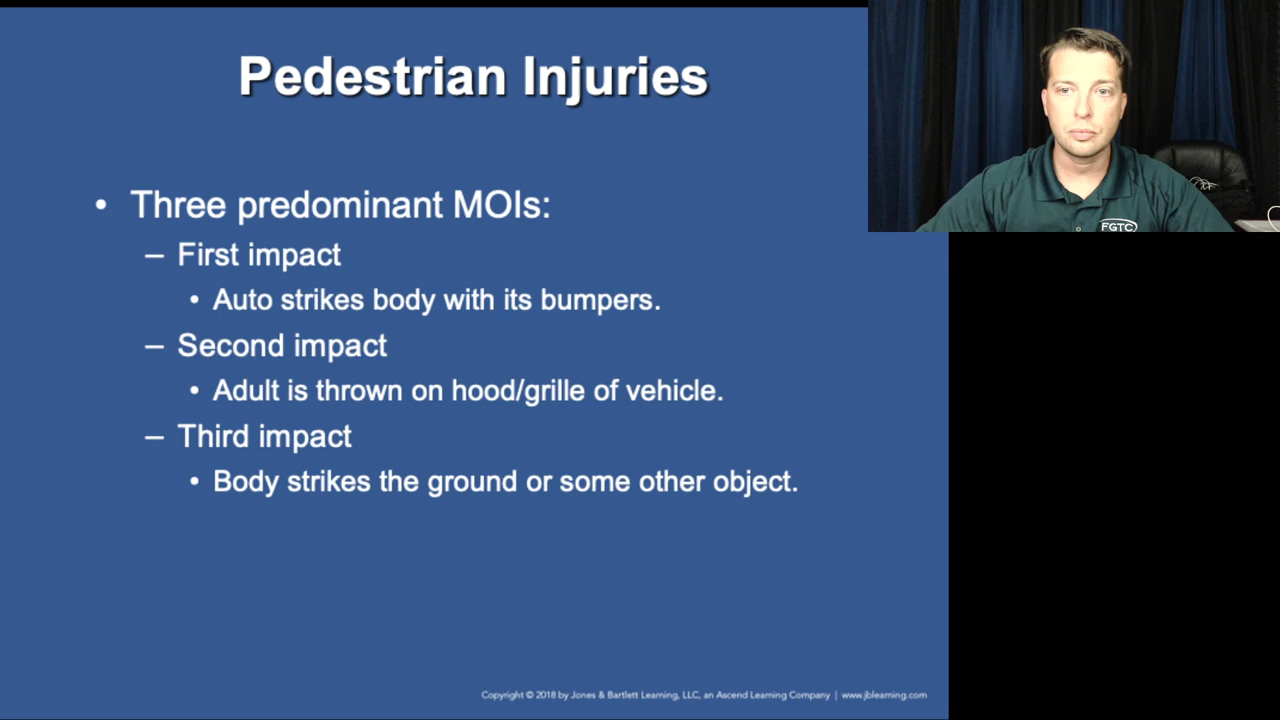 Pedestrian Injuries
• Three predominant MOIs:
– First impact
• Auto strikes body with its bumpers.
– Second impact
• Adult is thrown on hood/grille of vehicle.
– Third impact
• Body strikes the ground or some other object.
Copyright © 2018 by Jones & Bartlett Learning, LLC, an Ascend Learning Company | www.jblearning.com
FGTC